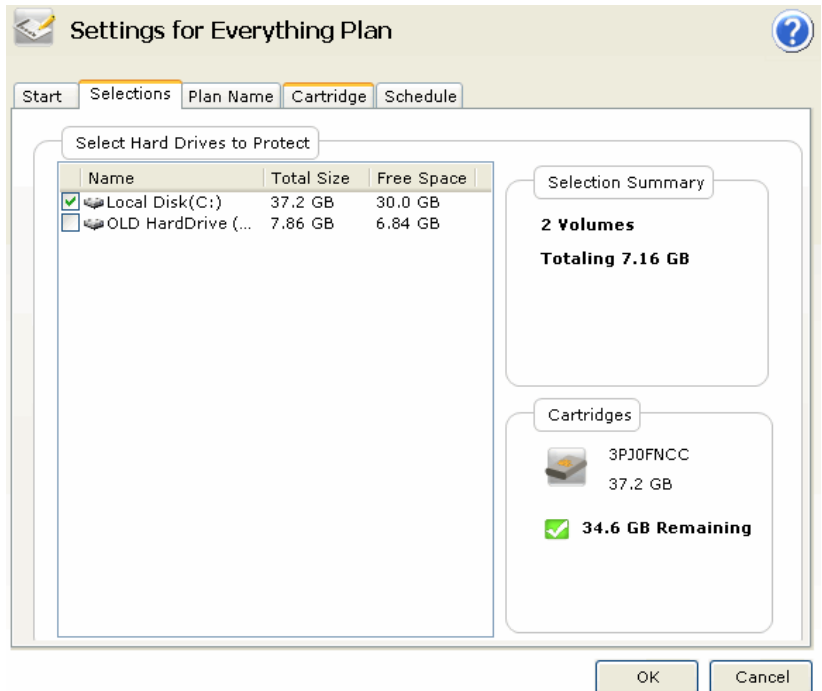 Settings for Everything Plan
?
Start Selections Plan Name Cartridge Schedule
Select Hard Drives to Protect
Name Total Size Free Space
Local Disk(C:) 37.2 GB 30.0 GB
OLD HardDrive (... 7.86 GB 6.84 GB
Selection Summary
2 Volumes
Totaling 7.16 GB
Cartridges
3PJ0FNCC
37.2 GB
34.6 GB Remaining
OK Cancel